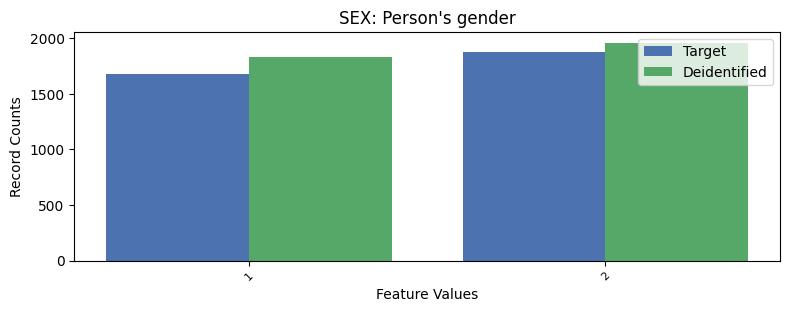 SEX: Person's gender
Target
Deidentified
2000
1500
1000
500
0
Record Counts
1
2
Feature Values